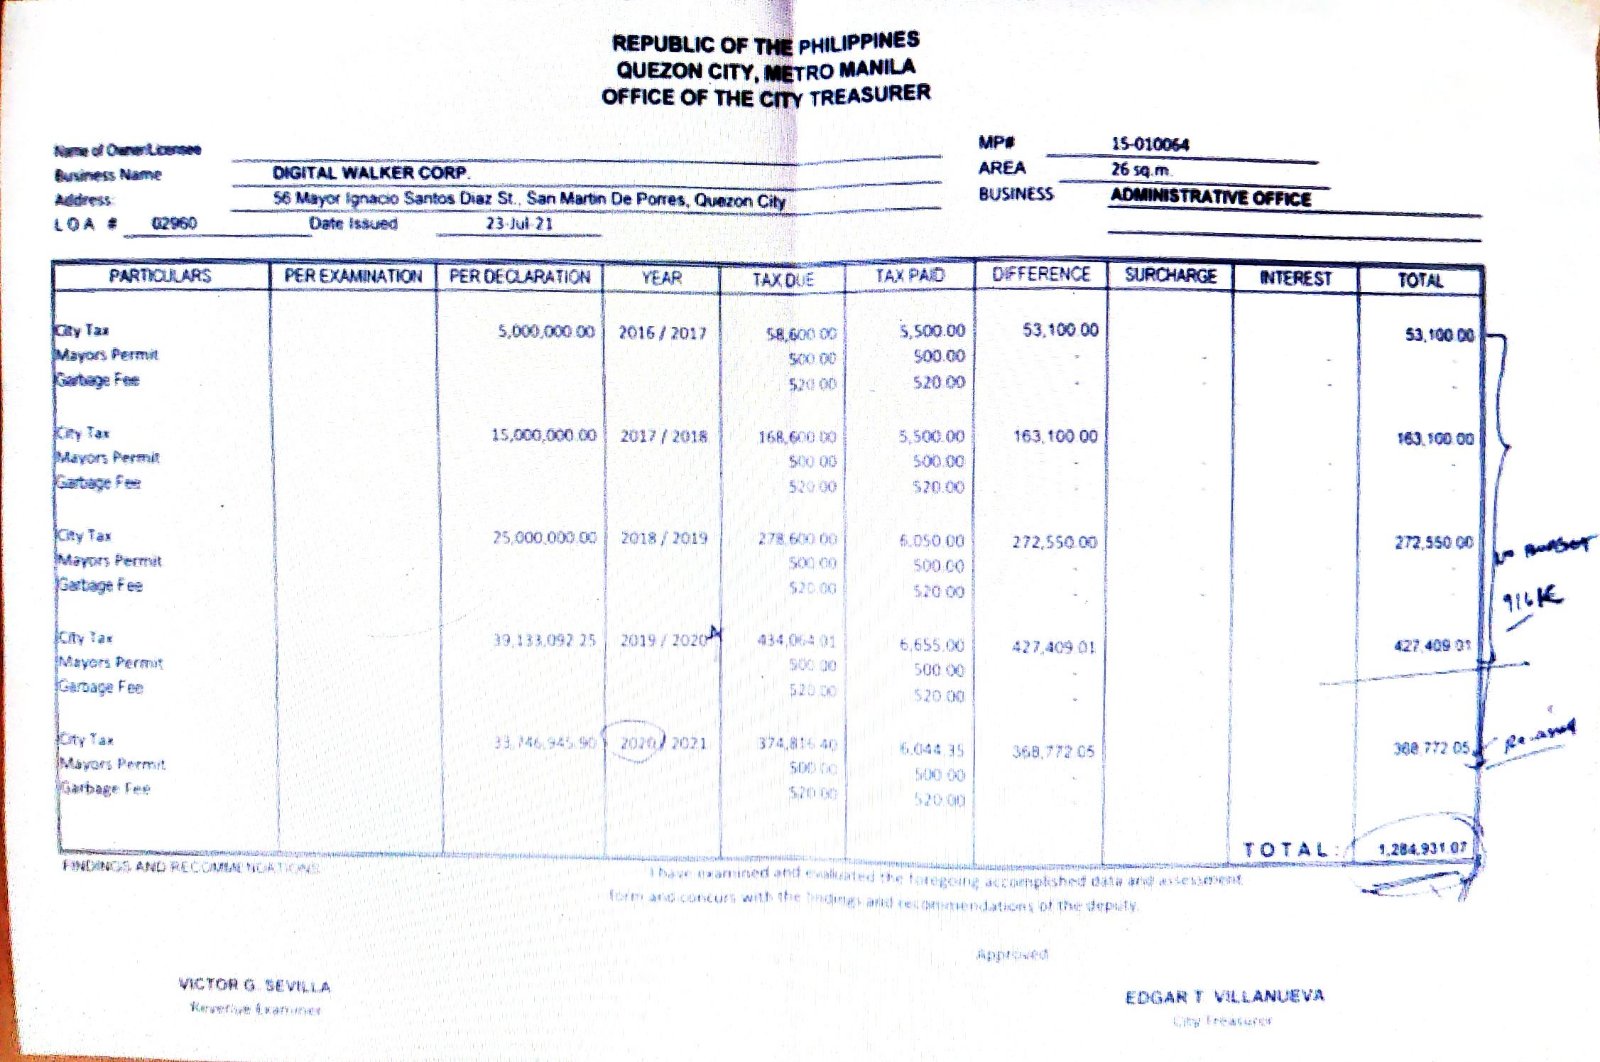 REPUBLIC OF THE PHILIPPINES
QUEZON CITY, METRO MANILA
OFFICE OF THE CITY TREASURER
Name of Owner/Licensee
Business Name DIGITAL WALKER CORP.
Address: 56 Mayor Ignacio Santos Diaz St., San Martin De Porres, Quezon City
LOA # 02960 Date Issued 23-Jul-21
MP# 15-010064
AREA 26 sq.m.
BUSINESS ADMINISTRATIVE OFFICE
PARTICULARS PER EXAMINATION PER DECLARATION YEAR TAX DUE TAX PAID DIFFERENCE SURCHARGE INTEREST TOTAL
City Tax 5,000,000.00 2016 / 2017 58,600.00 5,500.00 53,100.00 53,100.00
Mayors Permit 500.00 500.00 - - - -
Garbage Fee 520.00 520.00 - - - -
City Tax 15,000,000.00 2017 / 2018 168,600.00 5,500.00 163,100.00 163,100.00
Mayors Permit 500.00 500.00 - - - -
Garbage Fee 520.00 520.00 - - - -
City Tax 25,000,000.00 2018 / 2019 278,600.00 6,050.00 272,550.00 272,550.00
Mayors Permit 500.00 500.00 - - - -
Garbage Fee 520.00 520.00 - - - -
916K
City Tax 39,133,092.25 2019 / 2020 434,064.01 6,655.00 427,409.01 427,409.01
Mayors Permit 500.00 500.00 -
Garbage Fee 520.00 520.00 -
City Tax 33,746,945.90 2020 / 2021 374,816.40 6,044.35 368,772.05 368,772.05
Mayors Permit 500.00 500.00
Garbage Fee 520.00 520.00
TOTAL: 1,284,931.07
FINDINGS AND RECOMMENDATIONS
I have examined and evaluated the foregoing accomplished data and assessment
form and concurs with the findings and recommendations of the deputy.
Approved
VICTOR G. SEVILLA
Revenue Examiner
EDGAR T. VILLANUEVA
City Treasurer